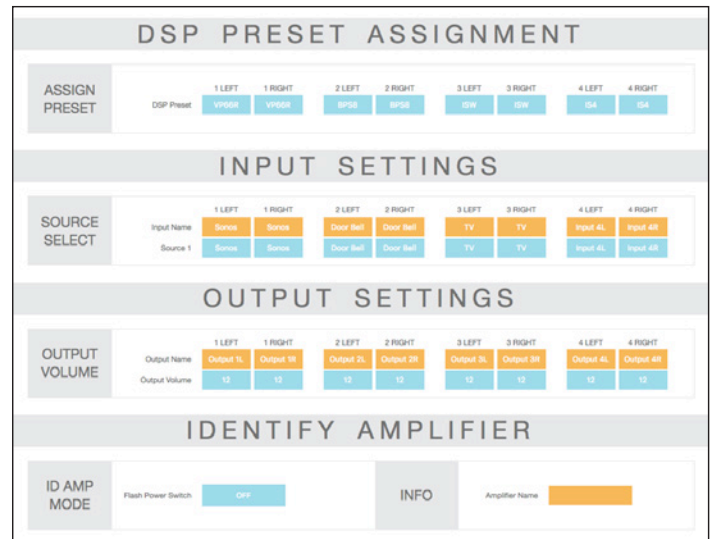 DSP PRESET ASSIGNMENT
ASSIGN PRESET
1 LEFT 1 RIGHT 2 LEFT 2 RIGHT 3 LEFT 3 RIGHT 4 LEFT 4 RIGHT
DSP Preset VP66R VP66R BPS8 BPS8 ISW ISW IS4 IS4
INPUT SETTINGS
SOURCE SELECT
1 LEFT 1 RIGHT 2 LEFT 2 RIGHT 3 LEFT 3 RIGHT 4 LEFT 4 RIGHT
Input Name Sonos Sonos Door Bell Door Bell TV TV Input 4L Input 4R
Source 1 Sonos Sonos Door Bell Door Bell TV TV Input 4L Input 4R
OUTPUT SETTINGS
OUTPUT VOLUME
1 LEFT 1 RIGHT 2 LEFT 2 RIGHT 3 LEFT 3 RIGHT 4 LEFT 4 RIGHT
Output Name Output 1L Output 1R Output 2L Output 2R Output 3L Output 3R Output 4L Output 4R
Output Volume 12 12 12 12 12 12 12 12
IDENTIFY AMPLIFIER
ID AMP MODE
Flash Power Switch OFF
INFO
Amplifier Name